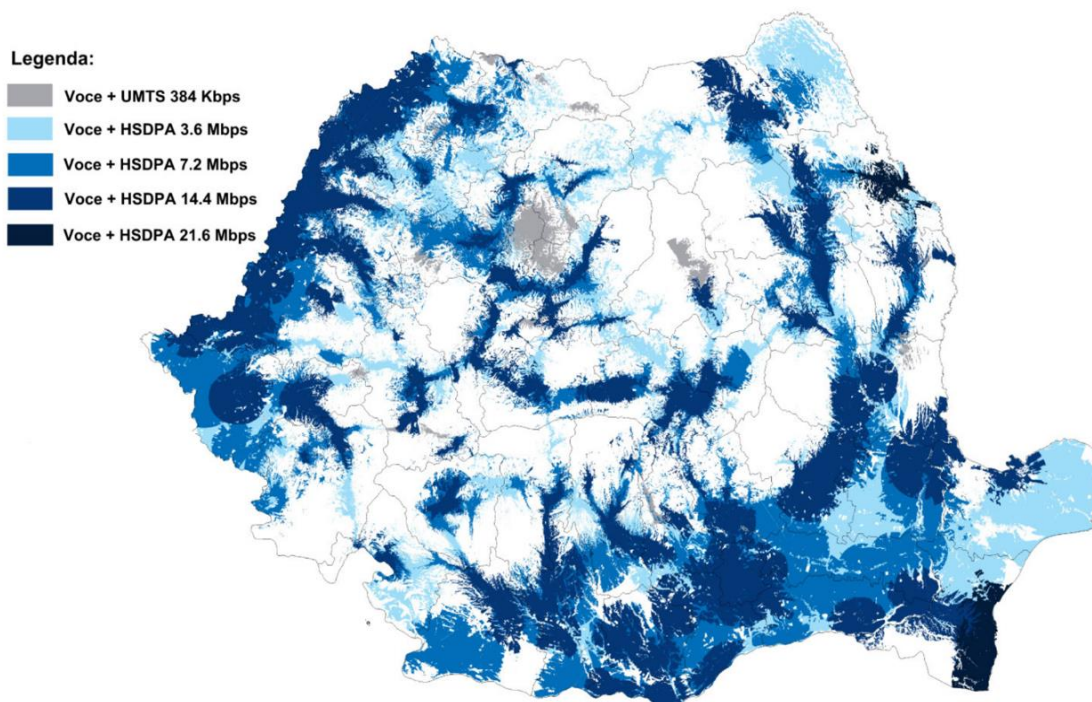 Legenda:
Voce + UMTS 384 Kbps
Voce + HSDPA 3.6 Mbps
Voce + HSDPA 7.2 Mbps
Voce + HSDPA 14.4 Mbps
Voce + HSDPA 21.6 Mbps